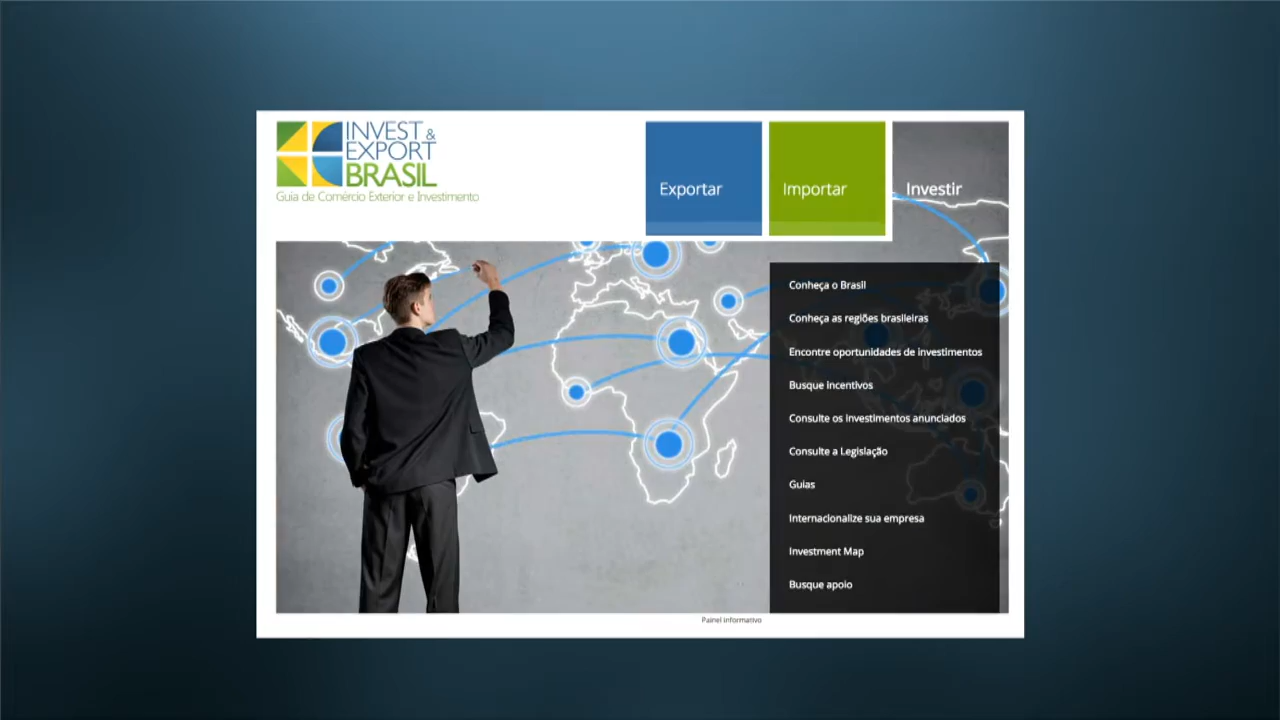 INVEST &
EXPORT
BRASIL
Guia de Comércio Exterior e Investimento
Exportar
Importar
Investir
Conheça o Brasil
Conheça as regiões brasileiras
Encontre oportunidades de investimentos
Busque incentivos
Consulte os investimentos anunciados
Consulte a Legislação
Guias
Internacionalize sua empresa
Investment Map
Busque apoio
Painel informativo